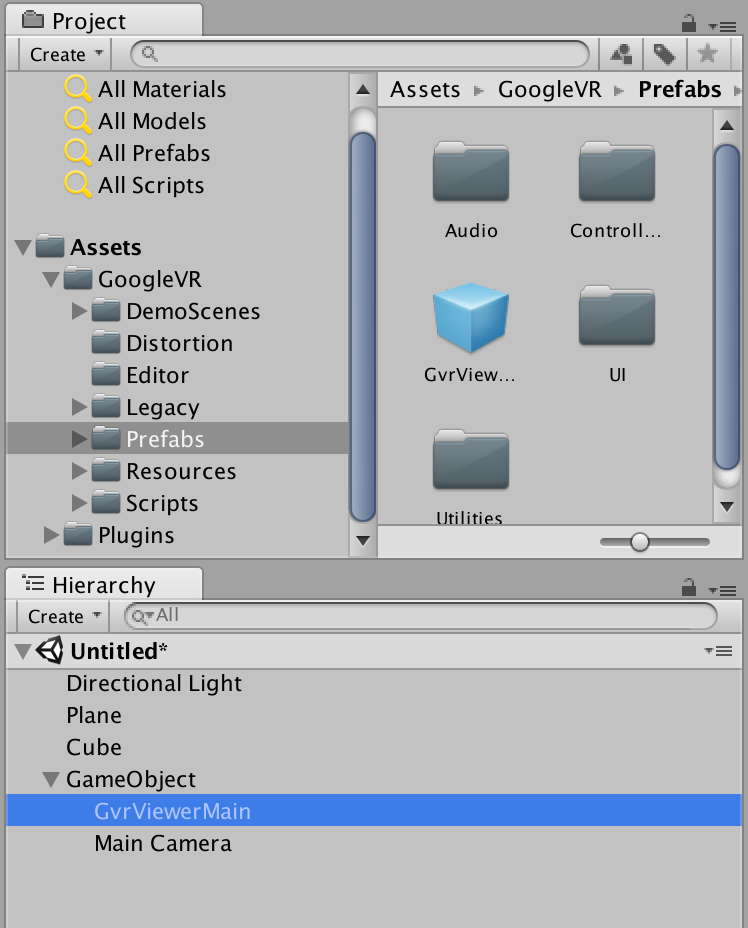 Project
Create
All Materials
All Models
All Prefabs
All Scripts
Assets
GoogleVR
DemoScenes
Distortion
Editor
Legacy
Prefabs
Resources
Scripts
Plugins
Assets GoogleVR Prefabs
Audio Controll...
GvrView... UI
Utilities
Hierarchy
Create All
Untitled*
Directional Light
Plane
Cube
GameObject
GvrViewerMain
Main Camera